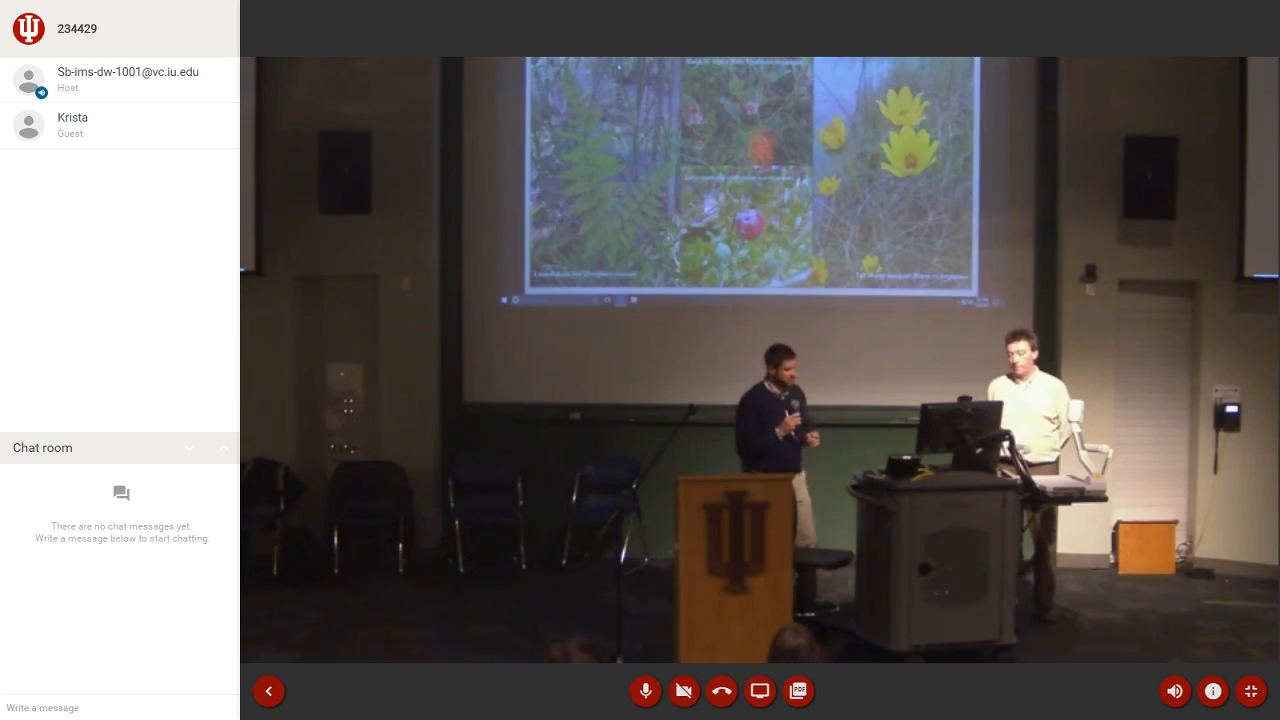 234429
Sb-ims-dw-1001@vc.iu.edu
Host
Krista
Guest
Chat room
There are no chat messages yet.
Write a message below to start chatting.
Write a message
PDF